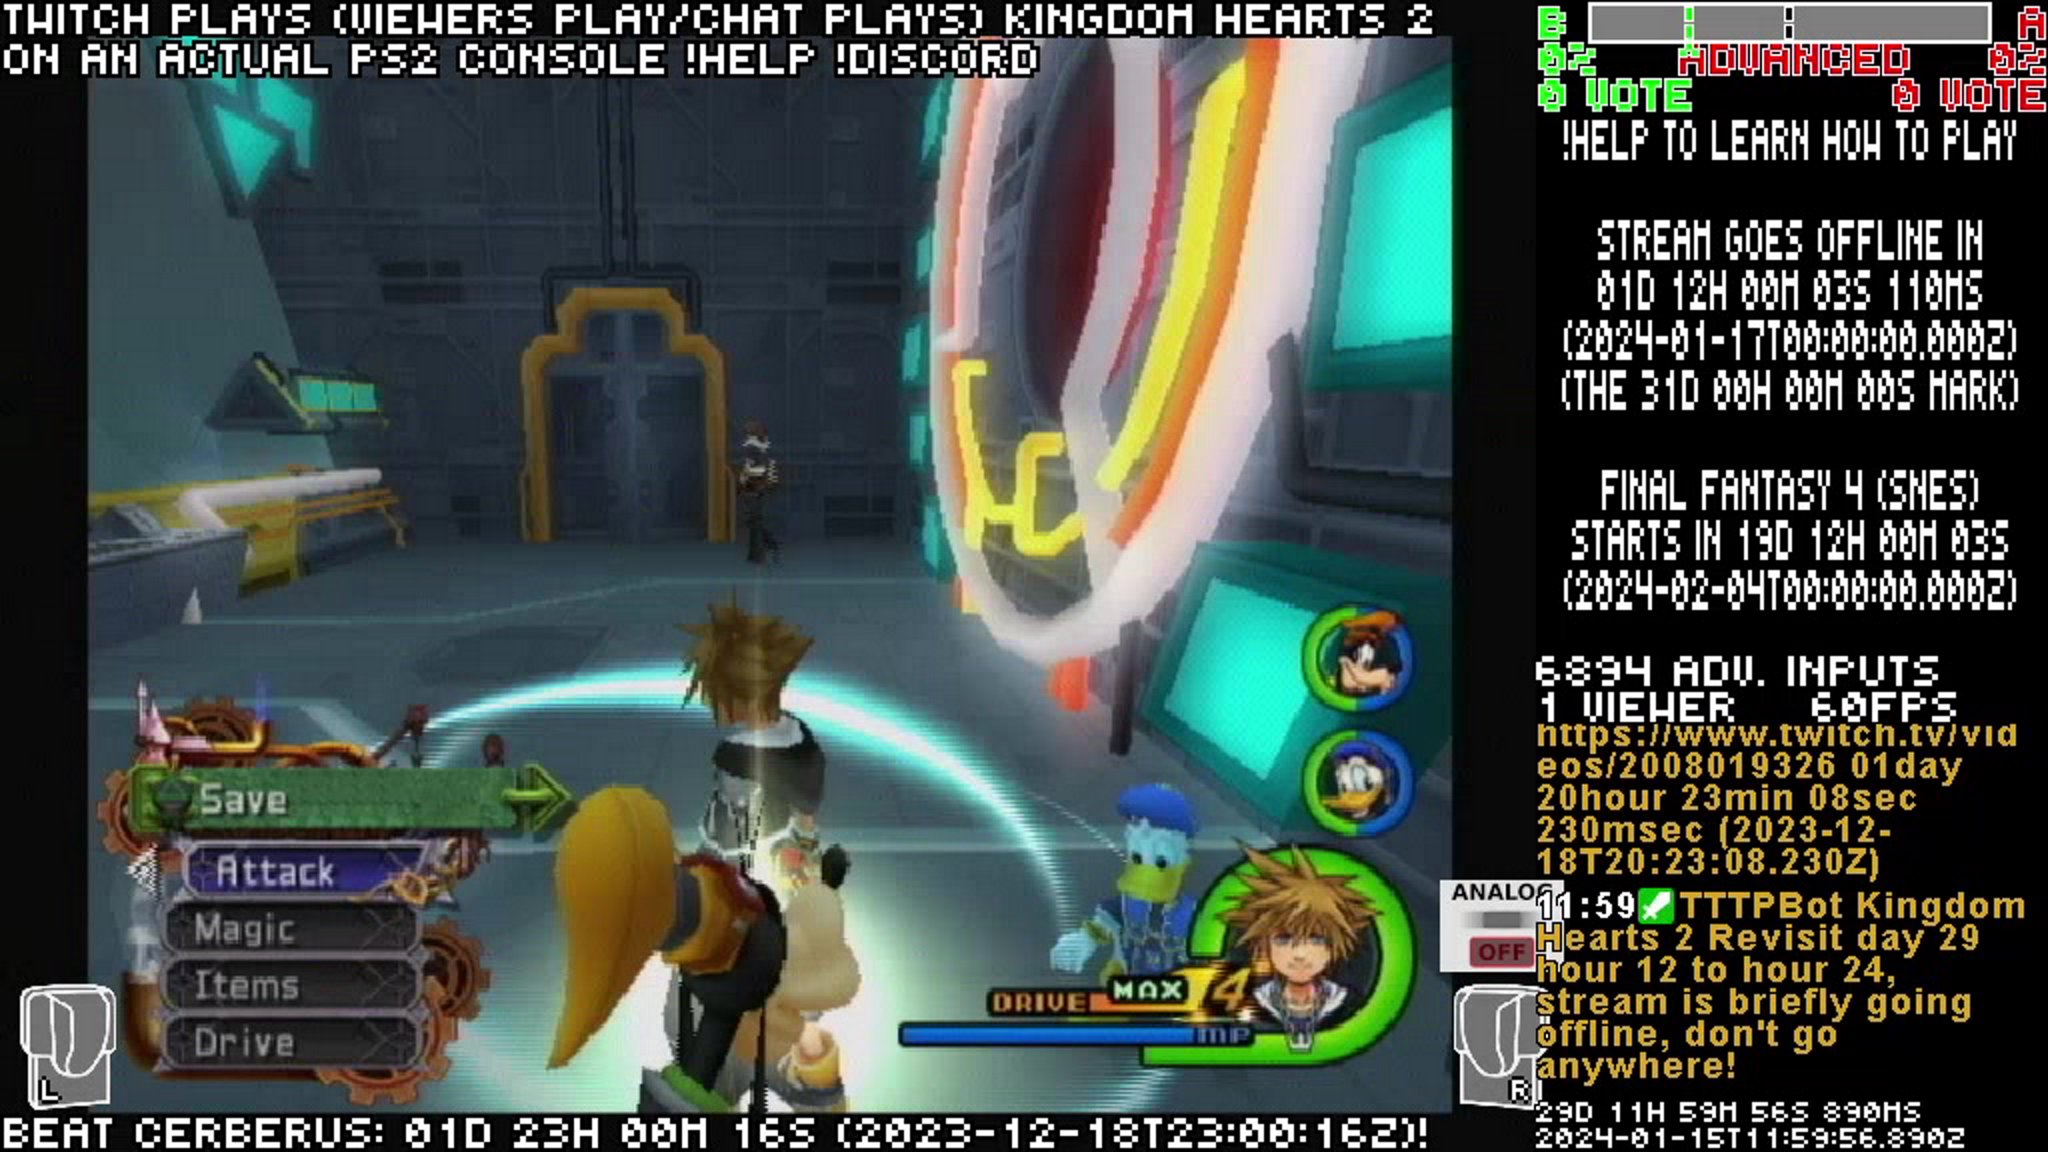 TWITCH PLAYS (VIEWERS PLAY/CHAT PLAYS) KINGDOM HEARTS 2
ON AN ACTUAL PS2 CONSOLE !HELP !DISCORD
B A
0% ADVANCED 0%
0 VOTE 0 VOTE
!HELP TO LEARN HOW TO PLAY
STREAM GOES OFFLINE IN
01D 12H 00M 03S 110MS
(2024-01-17T00:00:00.000Z)
(THE 31D 00H 00M 00S MARK)
FINAL FANTASY 4 (SNES)
STARTS IN 19D 12H 00M 03S
(2024-02-04T00:00:00.000Z)
6894 ADV. INPUTS
1 VIEWER 60FPS
https://www.twitch.tv/vid
eos/2008019326 01day
20hour 23min 08sec
230msec (2023-12-
18T20:23:08.230Z)
11:59 TTTPBot Kingdom
Hearts 2 Revisit day 29
hour 12 to hour 24,
stream is briefly going
offline, don't go
anywhere!
29D 11H 59M 56S 890MS
2024-01-15T11:59:56.890Z
HC
Save
Attack
Magic
Items
Drive
DRIVE MAX 4
MP
ANALOG
OFF
L
R
BEAT CERBERUS: 01D 23H 00M 16S (2023-12-18T23:00:16Z)!